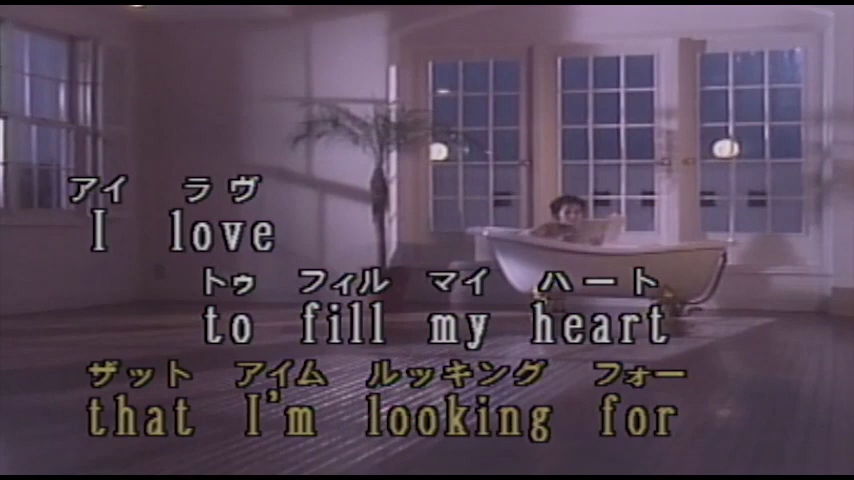 アイ ラヴ
I love
トゥ フィル マイ ハート
to fill my heart
ザット アイム ルッキング フォー
that I'm looking for